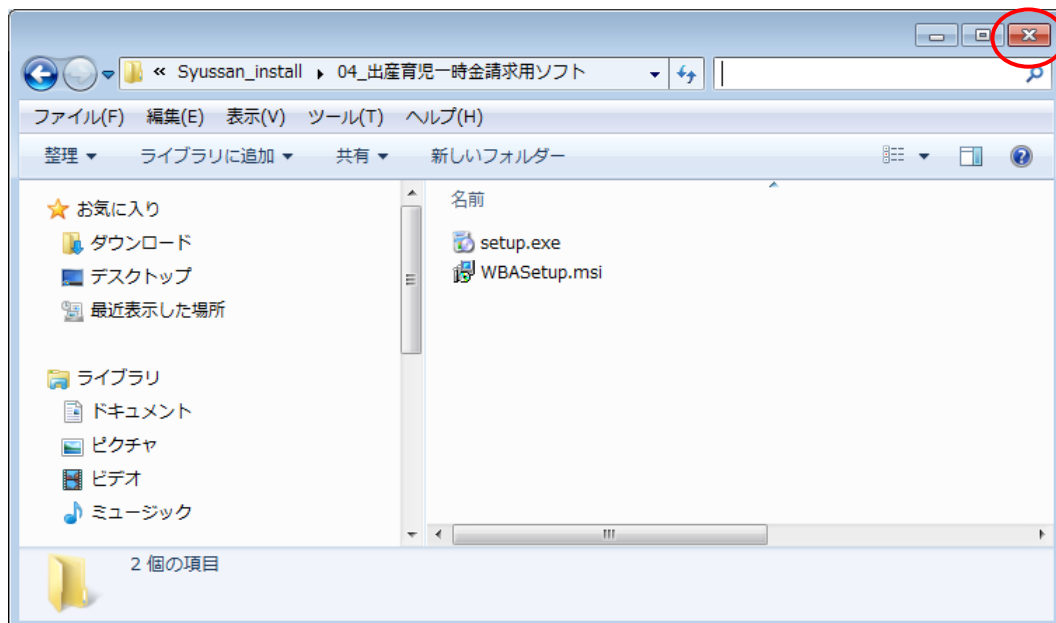 « Syussan_install ▸ 04_出産育児一時金請求用ソフト
ファイル(F) 編集(E) 表示(V) ツール(T) ヘルプ(H)
整理 ▼ ライブラリに追加 ▼ 共有 ▼ 新しいフォルダー
お気に入り
ダウンロード
デスクトップ
最近表示した場所
ライブラリ
ドキュメント
ピクチャ
ビデオ
ミュージック
名前
setup.exe
WBASetup.msi
2 個の項目